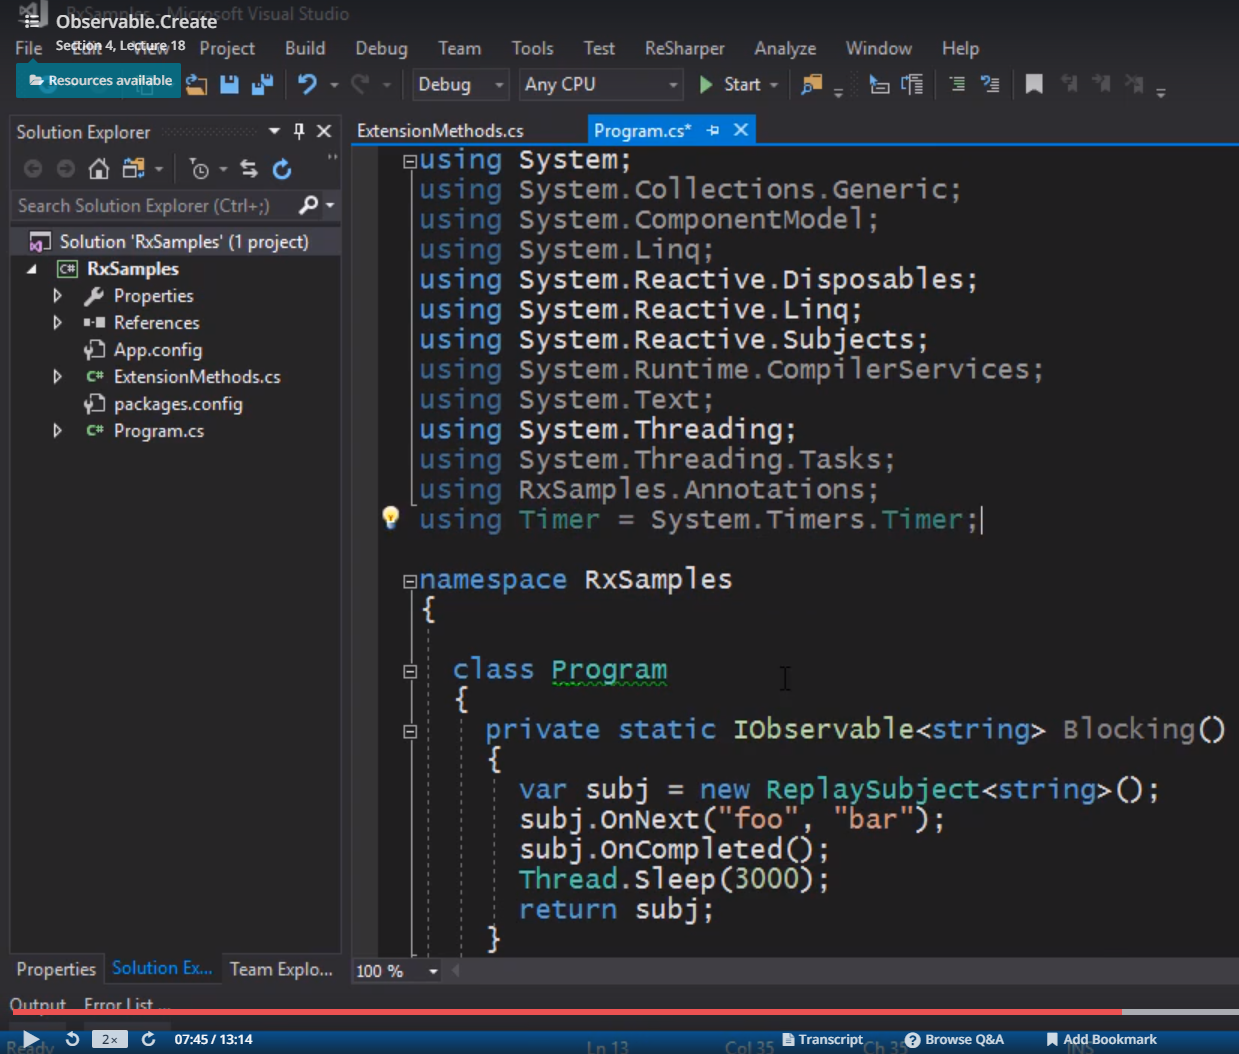 RxSamples - Microsoft Visual Studio
Observable.Create
Section 4, Lecture 18
File Edit View Project Build Debug Team Tools Test ReSharper Analyze Window Help
Resources available
Debug Any CPU Start
Solution Explorer
ExtensionMethods.cs Program.cs*
Search Solution Explorer (Ctrl+;)
Solution 'RxSamples' (1 project)
C# RxSamples
Properties
References
App.config
C# ExtensionMethods.cs
packages.config
C# Program.cs
using System;
using System.Collections.Generic;
using System.ComponentModel;
using System.Linq;
using System.Reactive.Disposables;
using System.Reactive.Linq;
using System.Reactive.Subjects;
using System.Runtime.CompilerServices;
using System.Text;
using System.Threading;
using System.Threading.Tasks;
using RxSamples.Annotations;
using Timer = System.Timers.Timer;
namespace RxSamples
{
class Program
{
private static IObservable<string> Blocking()
{
var subj = new ReplaySubject<string>();
subj.OnNext("foo", "bar");
subj.OnCompleted();
Thread.Sleep(3000);
return subj;
}
Properties Solution Ex... Team Explo...
100 %
Output Error List ...
2x 07:45 / 13:14 Transcript Browse Q&A Add Bookmark
Ready Ln 13 Col 35 Ch 35 INS